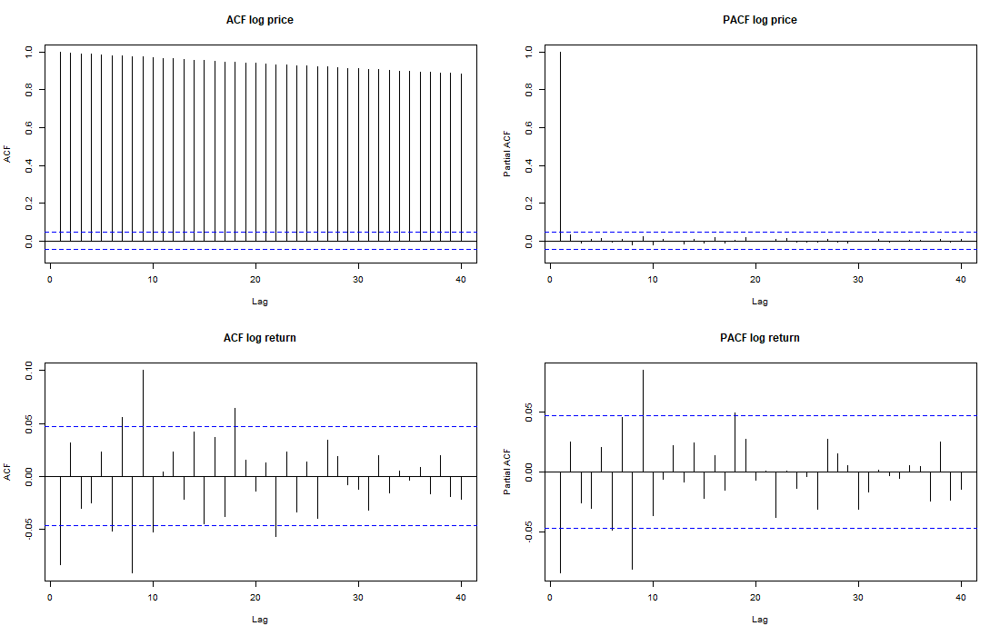 ACF log price
ACF
1.0
0.8
0.6
0.4
0.2
0.0
0 10 20 30 40
Lag
PACF log price
Partial ACF
1.0
0.8
0.6
0.4
0.2
0.0
0 10 20 30 40
Lag
ACF log return
ACF
0.10
0.05
0.00
-0.05
0 10 20 30 40
Lag
PACF log return
Partial ACF
0.05
0.00
-0.05
0 10 20 30 40
Lag